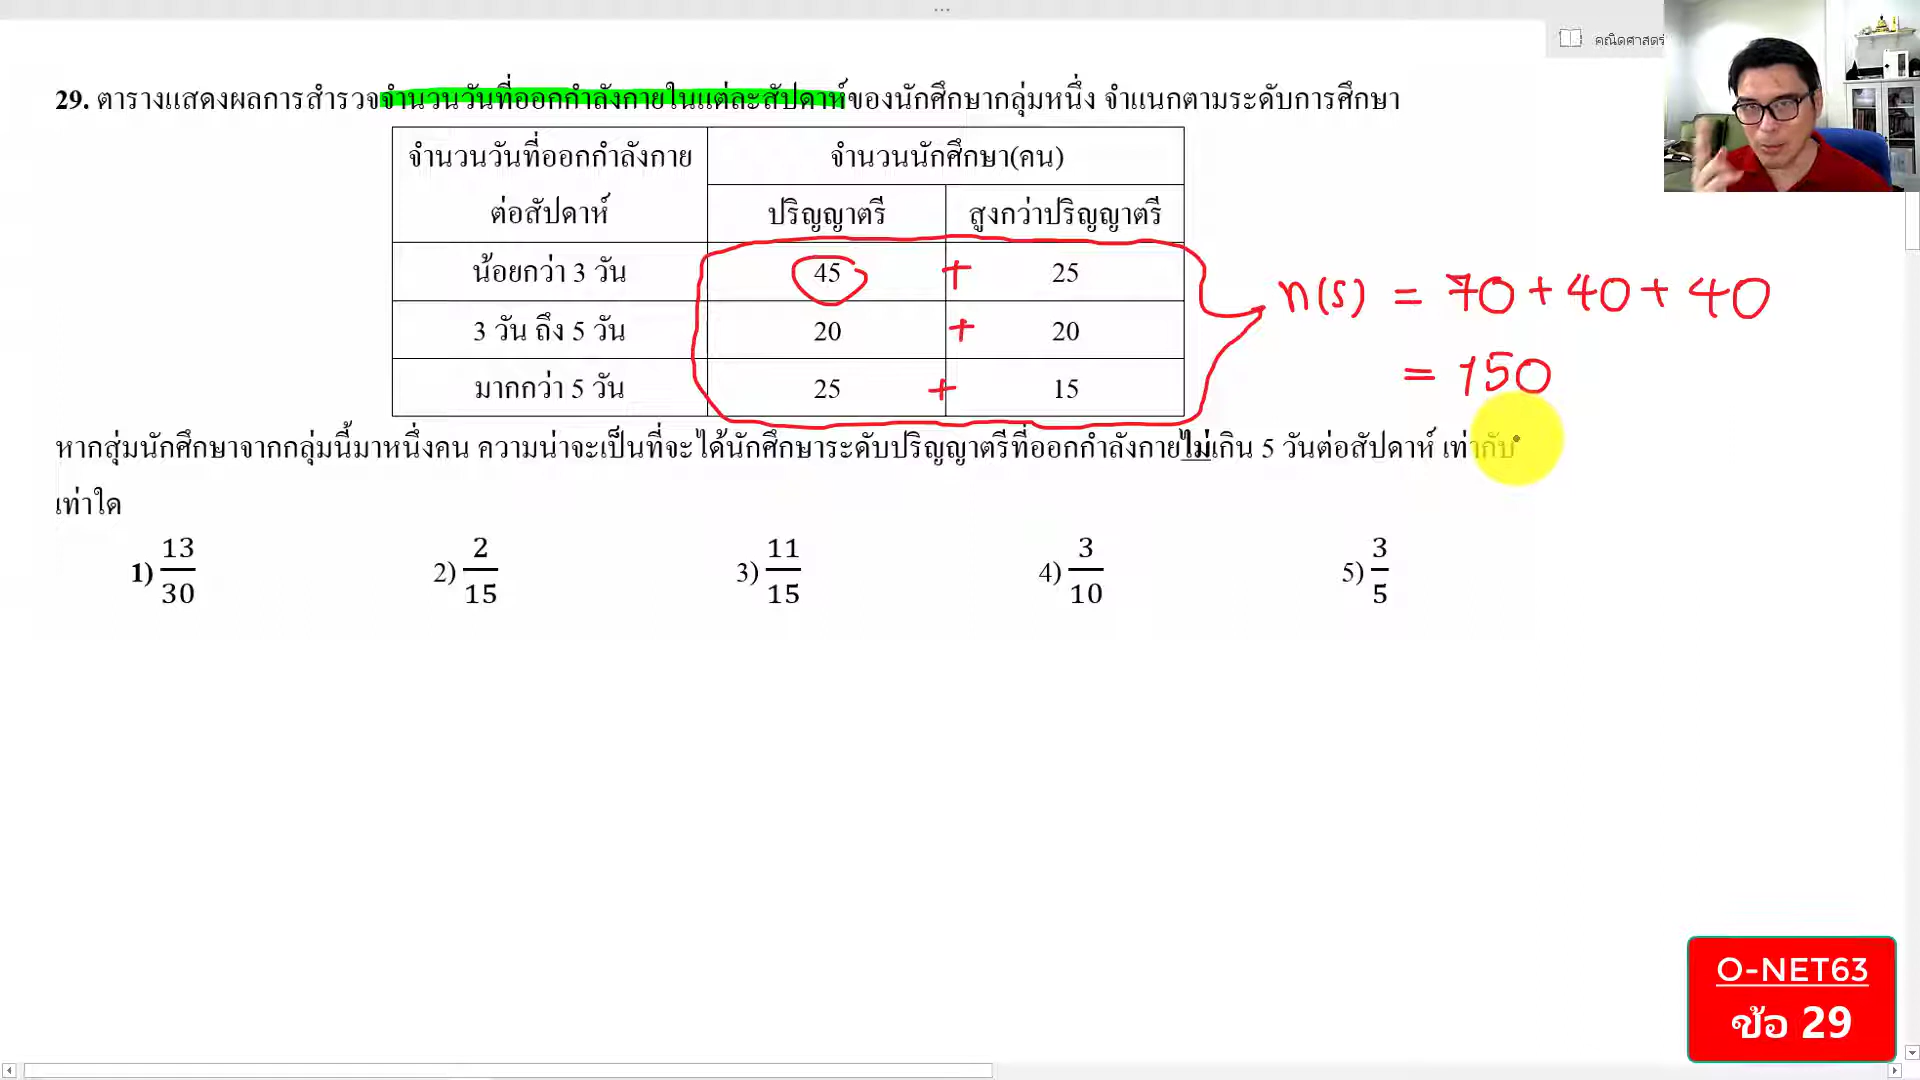 ...
คณิตศาสตร์
29. ตารางแสดงผลการสำรวจจำนวนวันที่ออกกำลังกายในแต่ละสัปดาห์ของนักศึกษากลุ่มหนึ่ง จำแนกตามระดับการศึกษา
จำนวนวันที่ออกกำลังกาย จำนวนนักศึกษา(คน)
ต่อสัปดาห์ ปริญญาตรี สูงกว่าปริญญาตรี
น้อยกว่า 3 วัน 45 + 25
n(s) = 70 + 40 + 40
3 วัน ถึง 5 วัน 20 + 20
= 150
มากกว่า 5 วัน 25 + 15
หากสุ่มนักศึกษาจากกลุ่มนี้มาหนึ่งคน ความน่าจะเป็นที่จะได้นักศึกษาระดับปริญญาตรีที่ออกกำลังกายไม่เกิน 5 วันต่อสัปดาห์ เท่ากับ
เท่าใด
1) 13/30 2) 2/15 3) 11/15 4) 3/10 5) 3/5
O-NET63
ข้อ 29